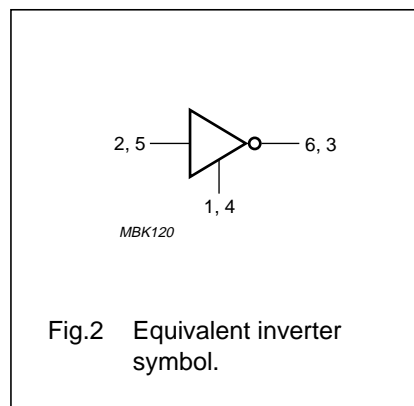 2, 5
6, 3
1, 4
MBK120
Fig.2 Equivalent inverter
symbol.